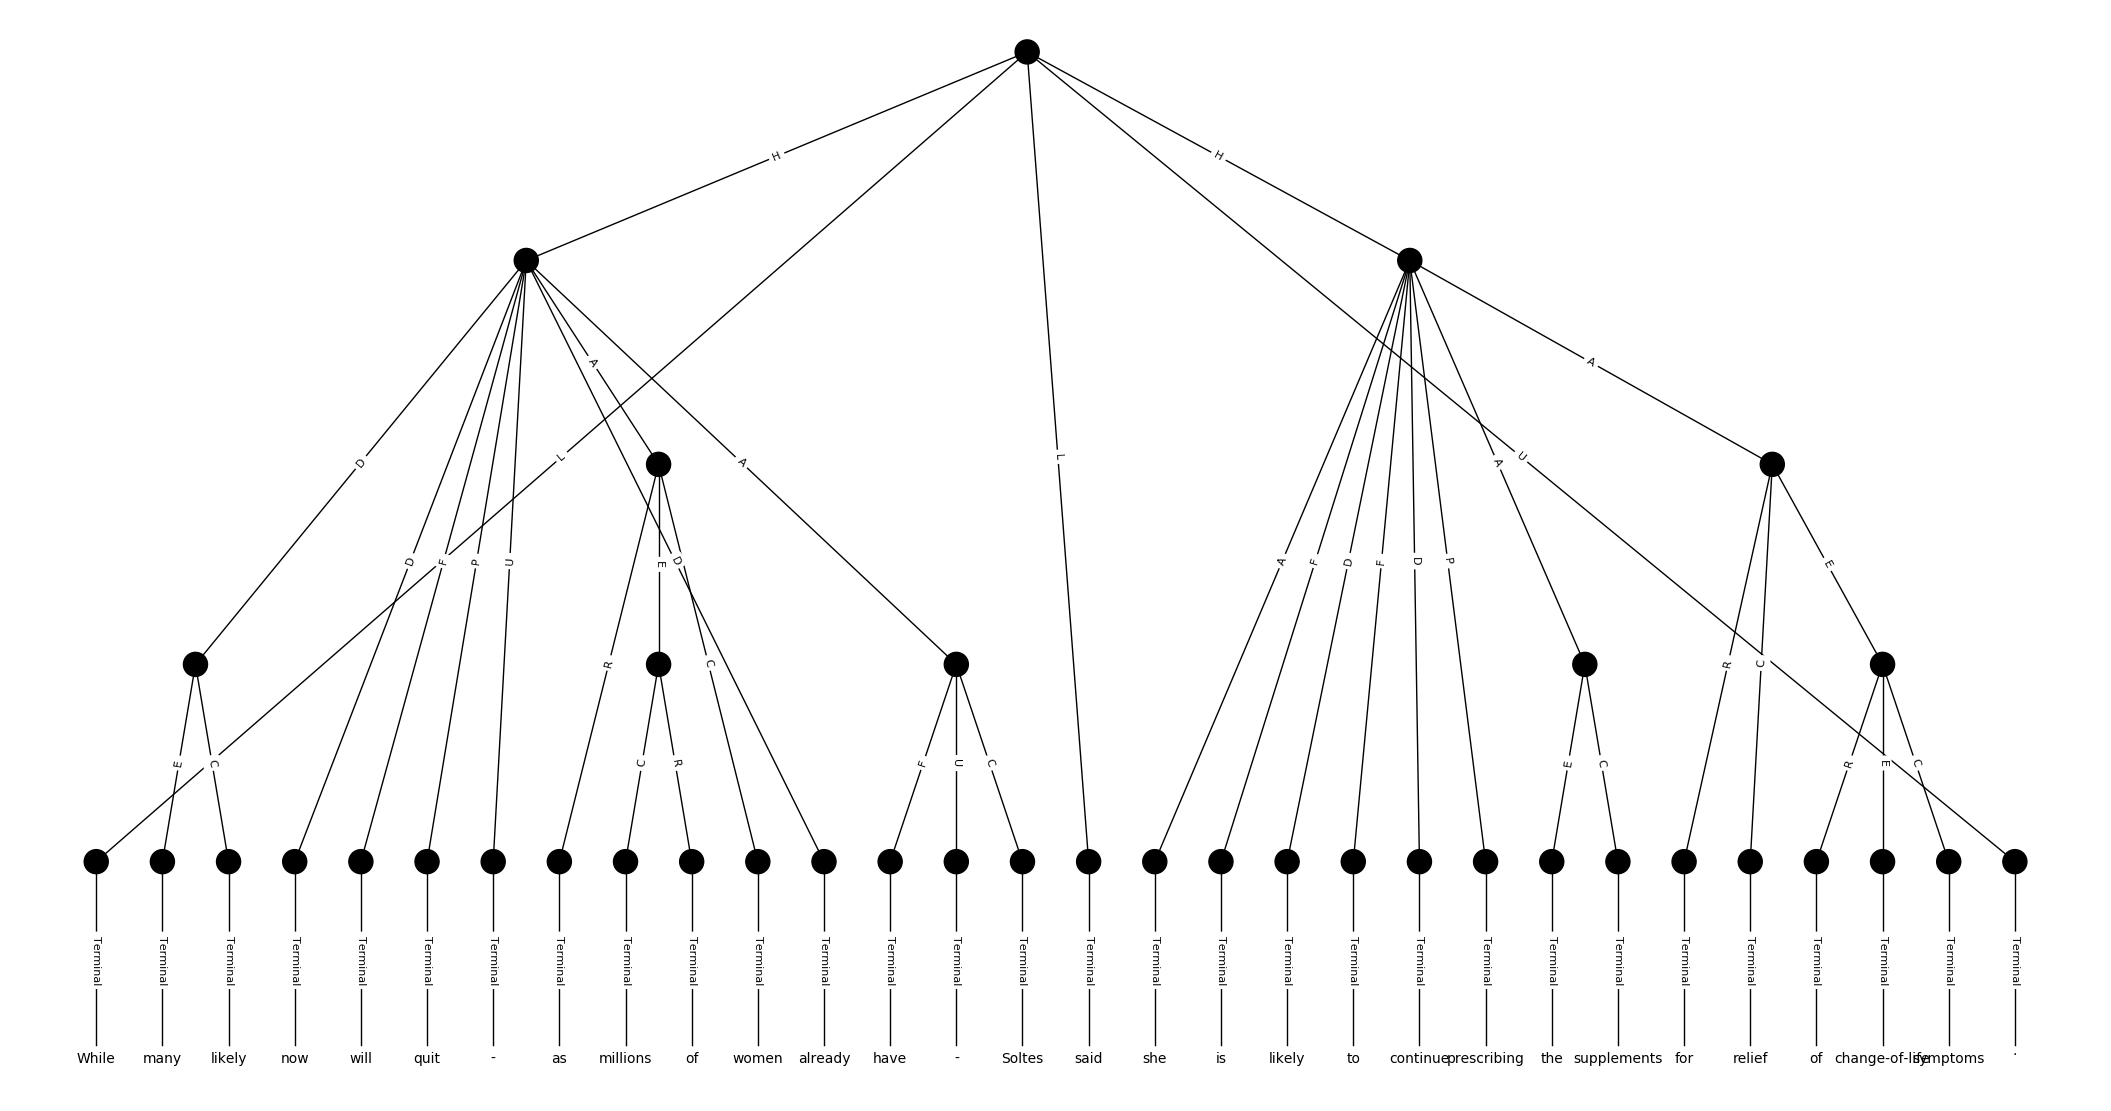 H
H
A
A
D
L
A
L
A
U
D
F
P
U
E
D
A
F
D
F
D
P
E
R
C
R
C
E
C
C
R
F
U
C
E
C
R
E
C
Terminal Terminal Terminal Terminal Terminal Terminal Terminal Terminal Terminal Terminal Terminal Terminal Terminal Terminal Terminal Terminal Terminal Terminal Terminal Terminal Terminal Terminal Terminal Terminal Terminal Terminal Terminal Terminal Terminal Terminal
While many likely now will quit - as millions of women already have - Soltes said she is likely to continue prescribing the supplements for relief of change-of-life symptoms .